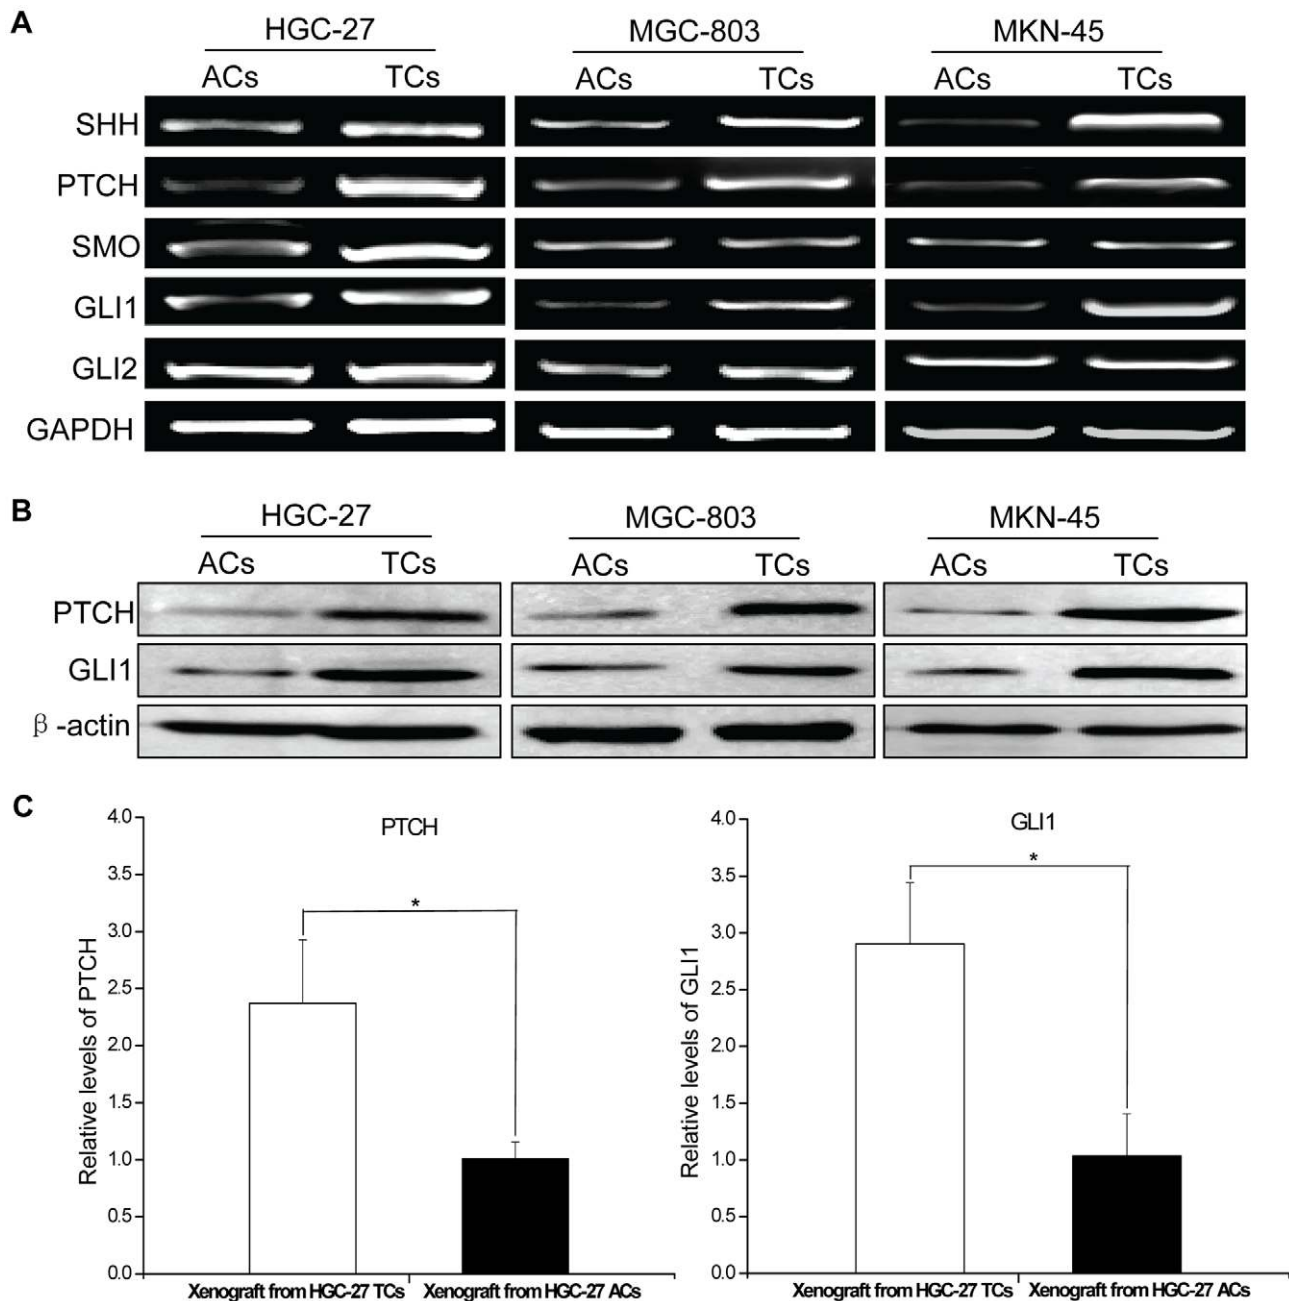 A
HGC-27 MGC-803 MKN-45
ACs TCs ACs TCs ACs TCs
SHH
PTCH
SMO
GLI1
GLI2
GAPDH
B
HGC-27 MGC-803 MKN-45
ACs TCs ACs TCs ACs TCs
PTCH
GLI1
β-actin
C
PTCH
*
Relative levels of PTCH
4.0
3.5
3.0
2.5
2.0
1.5
1.0
0.5
0.0
Xenograft from HGC-27 TCs Xenograft from HGC-27 ACs
GLI1
*
Relative levels of GLI1
4.0
3.5
3.0
2.5
2.0
1.5
1.0
0.5
0.0
Xenograft from HGC-27 TCs Xenograft from HGC-27 ACs